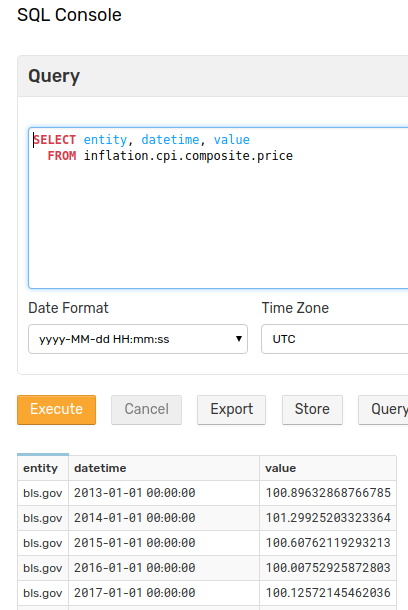 SQL Console
Query
SELECT entity, datetime, value
FROM inflation.cpi.composite.price
Date Format Time Zone
yyyy-MM-dd HH:mm:ss UTC
Execute Cancel Export Store Query
entity datetime value
bls.gov 2013-01-01 00:00:00 100.89632868766785
bls.gov 2014-01-01 00:00:00 101.29925203323364
bls.gov 2015-01-01 00:00:00 100.60762119293213
bls.gov 2016-01-01 00:00:00 100.00752925872803
bls.gov 2017-01-01 00:00:00 100.12572145462036